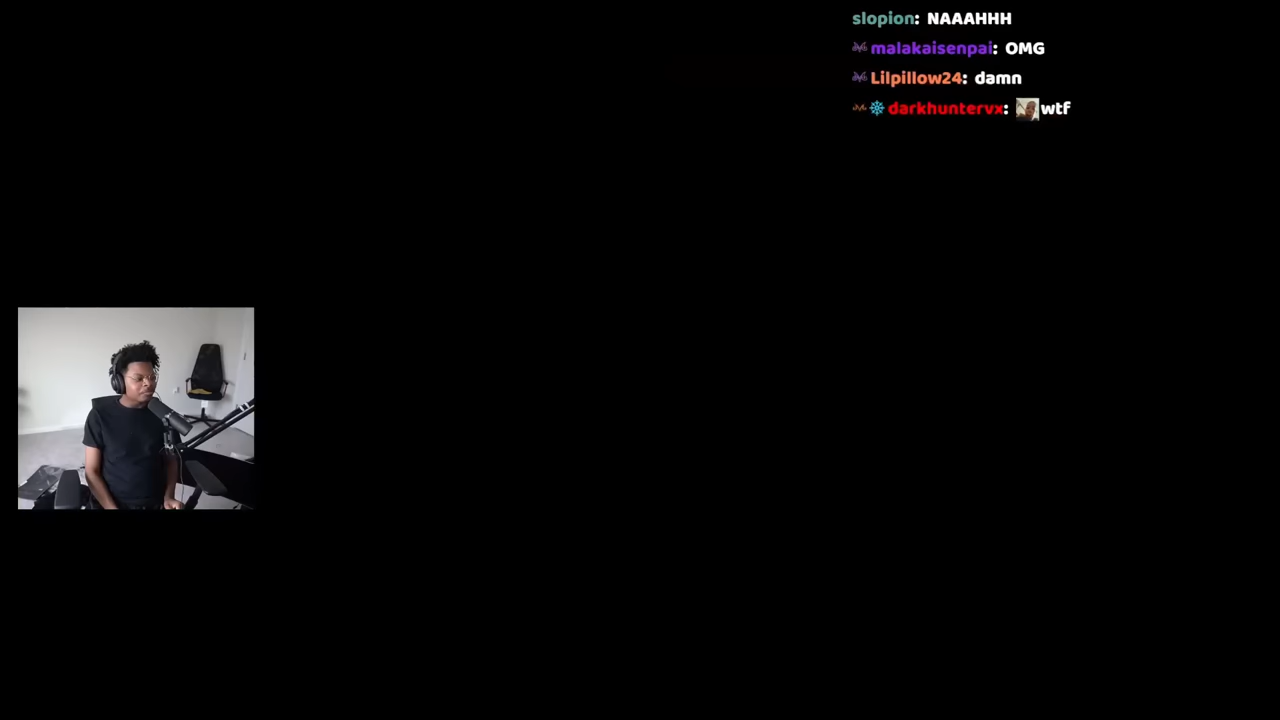 slopion: NAAAHHH
malakaisenpai: OMG
Lilpillow24: damn
darkhuntervx: wtf